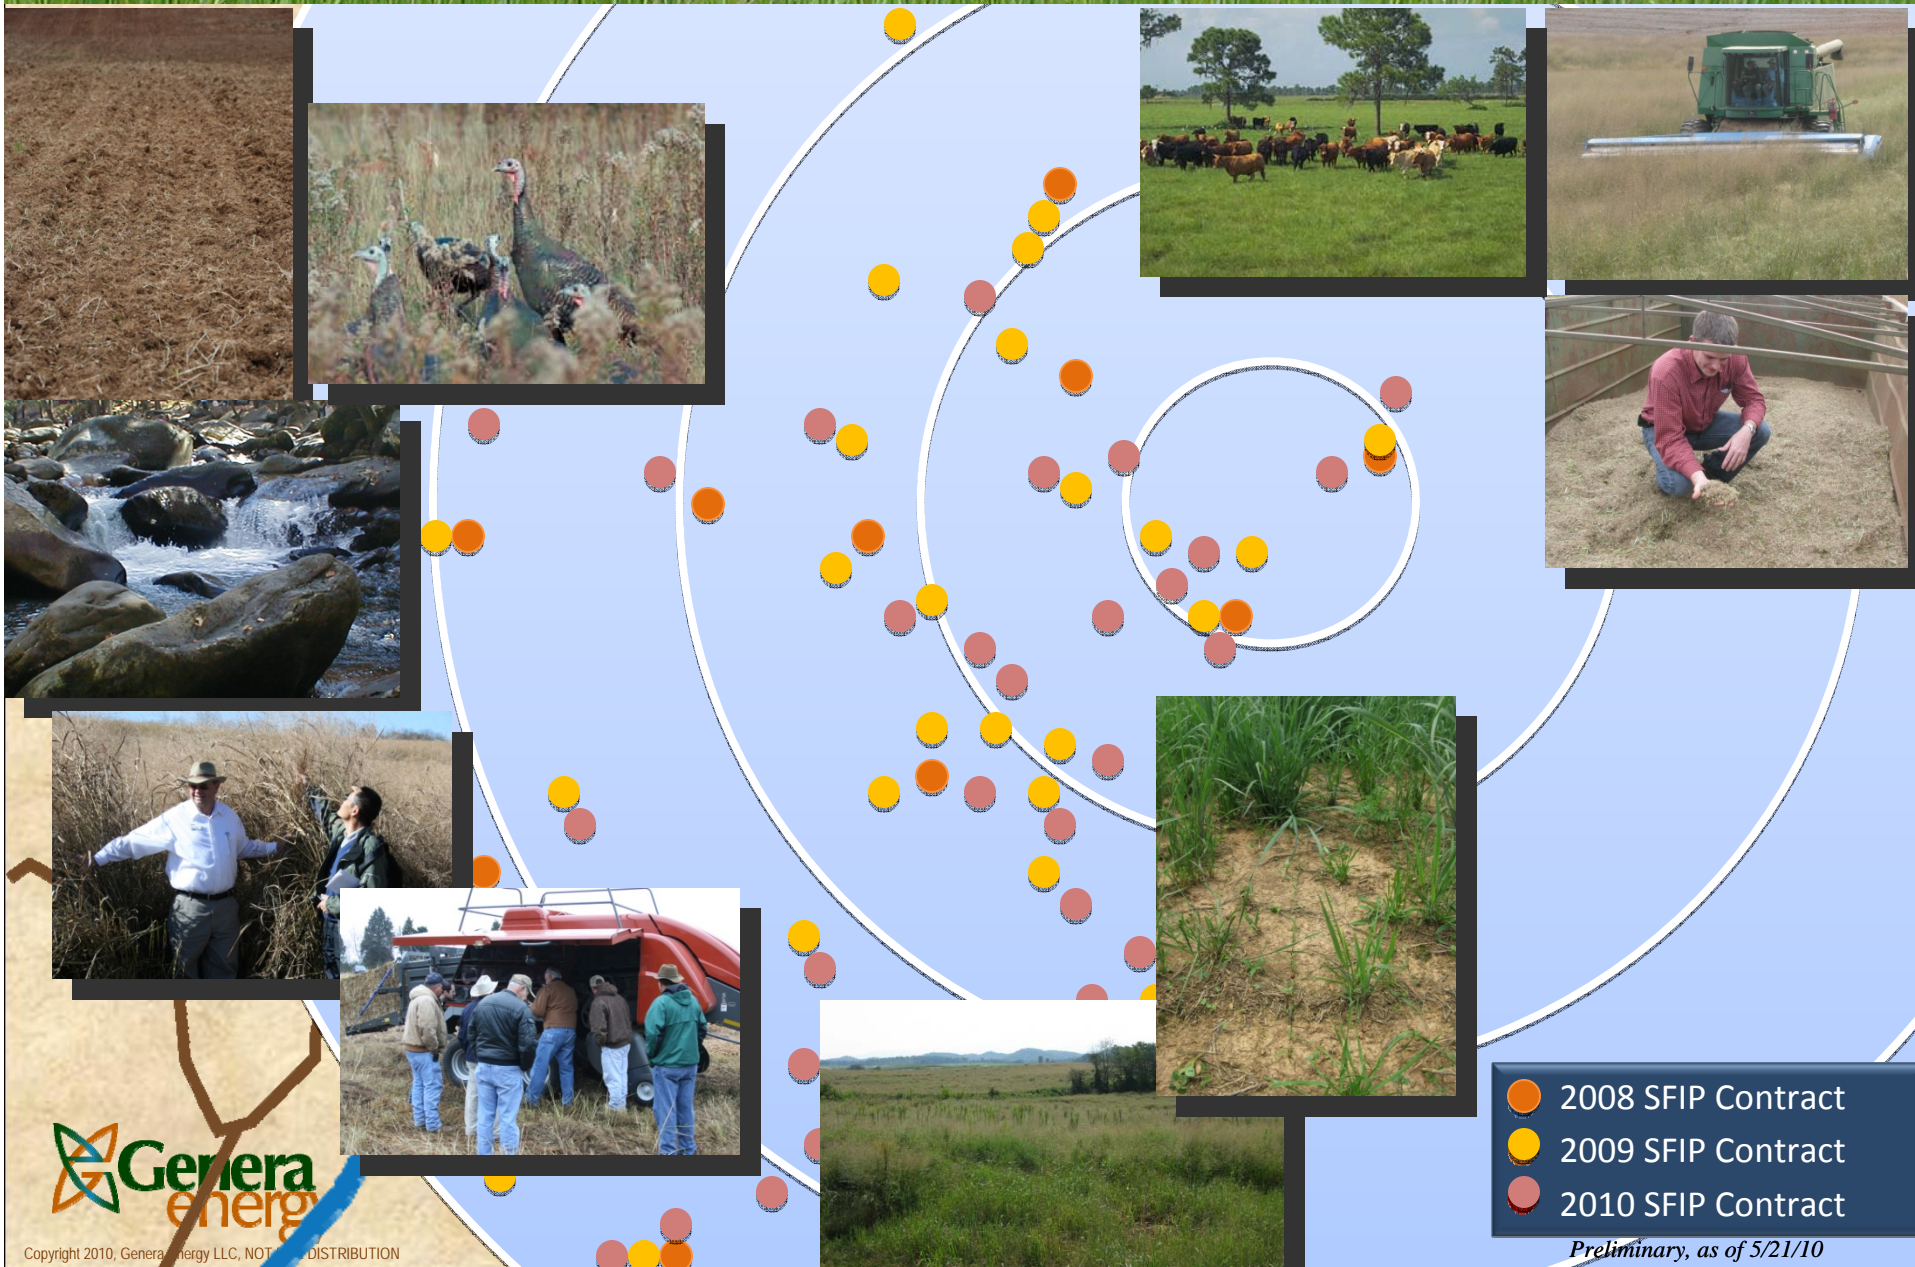 2008 SFIP Contract
2009 SFIP Contract
2010 SFIP Contract
Preliminary, as of 5/21/10
Genera
energy
Copyright 2010, Genera Energy LLC, NOT FOR DISTRIBUTION